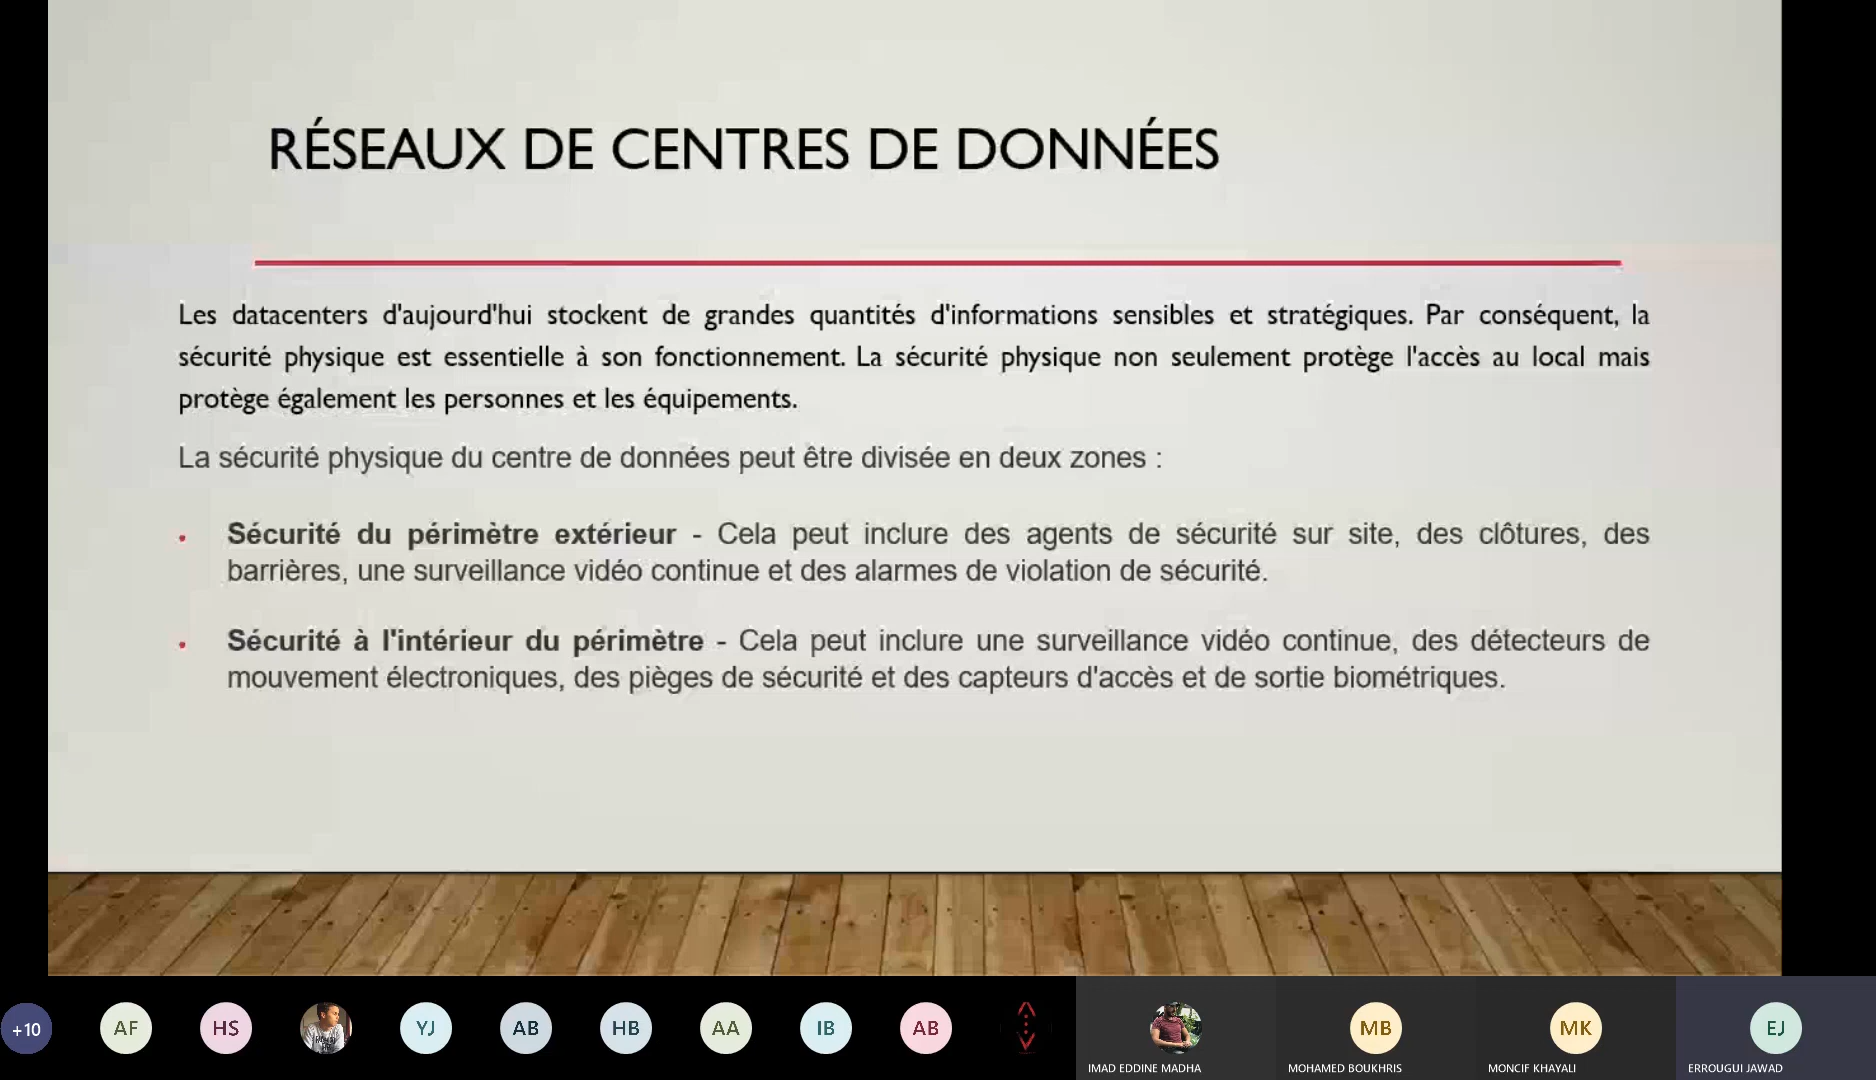 RÉSEAUX DE CENTRES DE DONNÉES
Les datacenters d'aujourd'hui stockent de grandes quantités d'informations sensibles et stratégiques. Par conséquent, la
sécurité physique est essentielle à son fonctionnement. La sécurité physique non seulement protège l'accès au local mais
protège également les personnes et les équipements.
La sécurité physique du centre de données peut être divisée en deux zones :
• Sécurité du périmètre extérieur - Cela peut inclure des agents de sécurité sur site, des clôtures, des
barrières, une surveillance vidéo continue et des alarmes de violation de sécurité.
• Sécurité à l'intérieur du périmètre - Cela peut inclure une surveillance vidéo continue, des détecteurs de
mouvement électroniques, des pièges de sécurité et des capteurs d'accès et de sortie biométriques.
+10 AF HS YJ AB HB AA IB AB MB MK EJ
IMAD EDDINE MADHA MOHAMED BOUKHRIS MONCIF KHAYALI ERROUGUI JAWAD